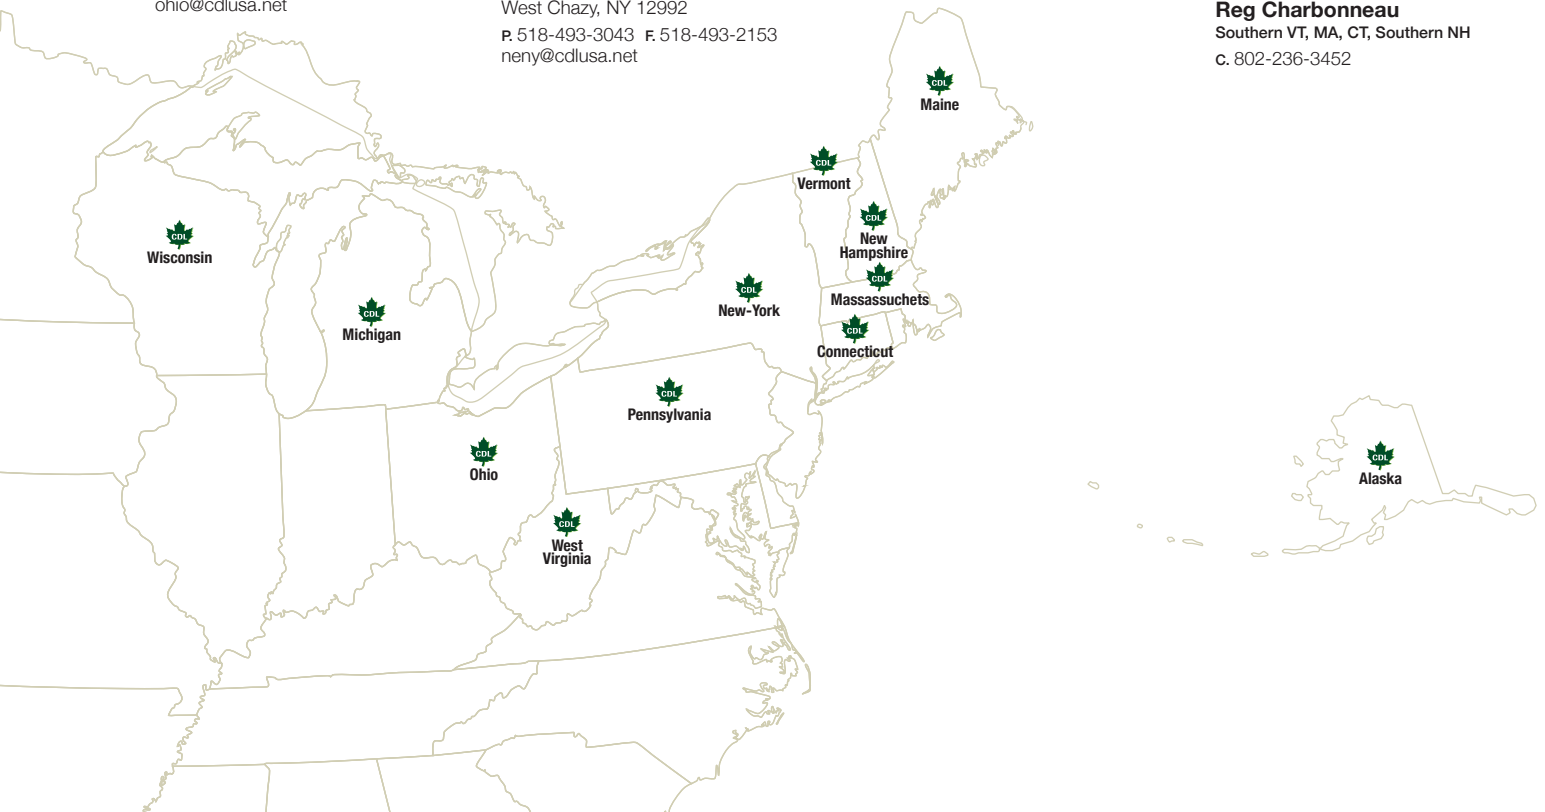 ohio@cdlusa.net
West Chazy, NY 12992
P. 518-493-3043 F. 518-493-2153
neny@cdlusa.net
Reg Charbonneau
Southern VT, MA, CT, Southern NH
C. 802-236-3452
CDL
Maine
CDL
Vermont
CDL
New
Hampshire
CDL
Wisconsin
CDL
Massassuchets
CDL
New-York
CDL
Michigan
CDL
Connecticut
CDL
Pennsylvania
CDL
Ohio
CDL
Alaska
CDL
West
Virginia